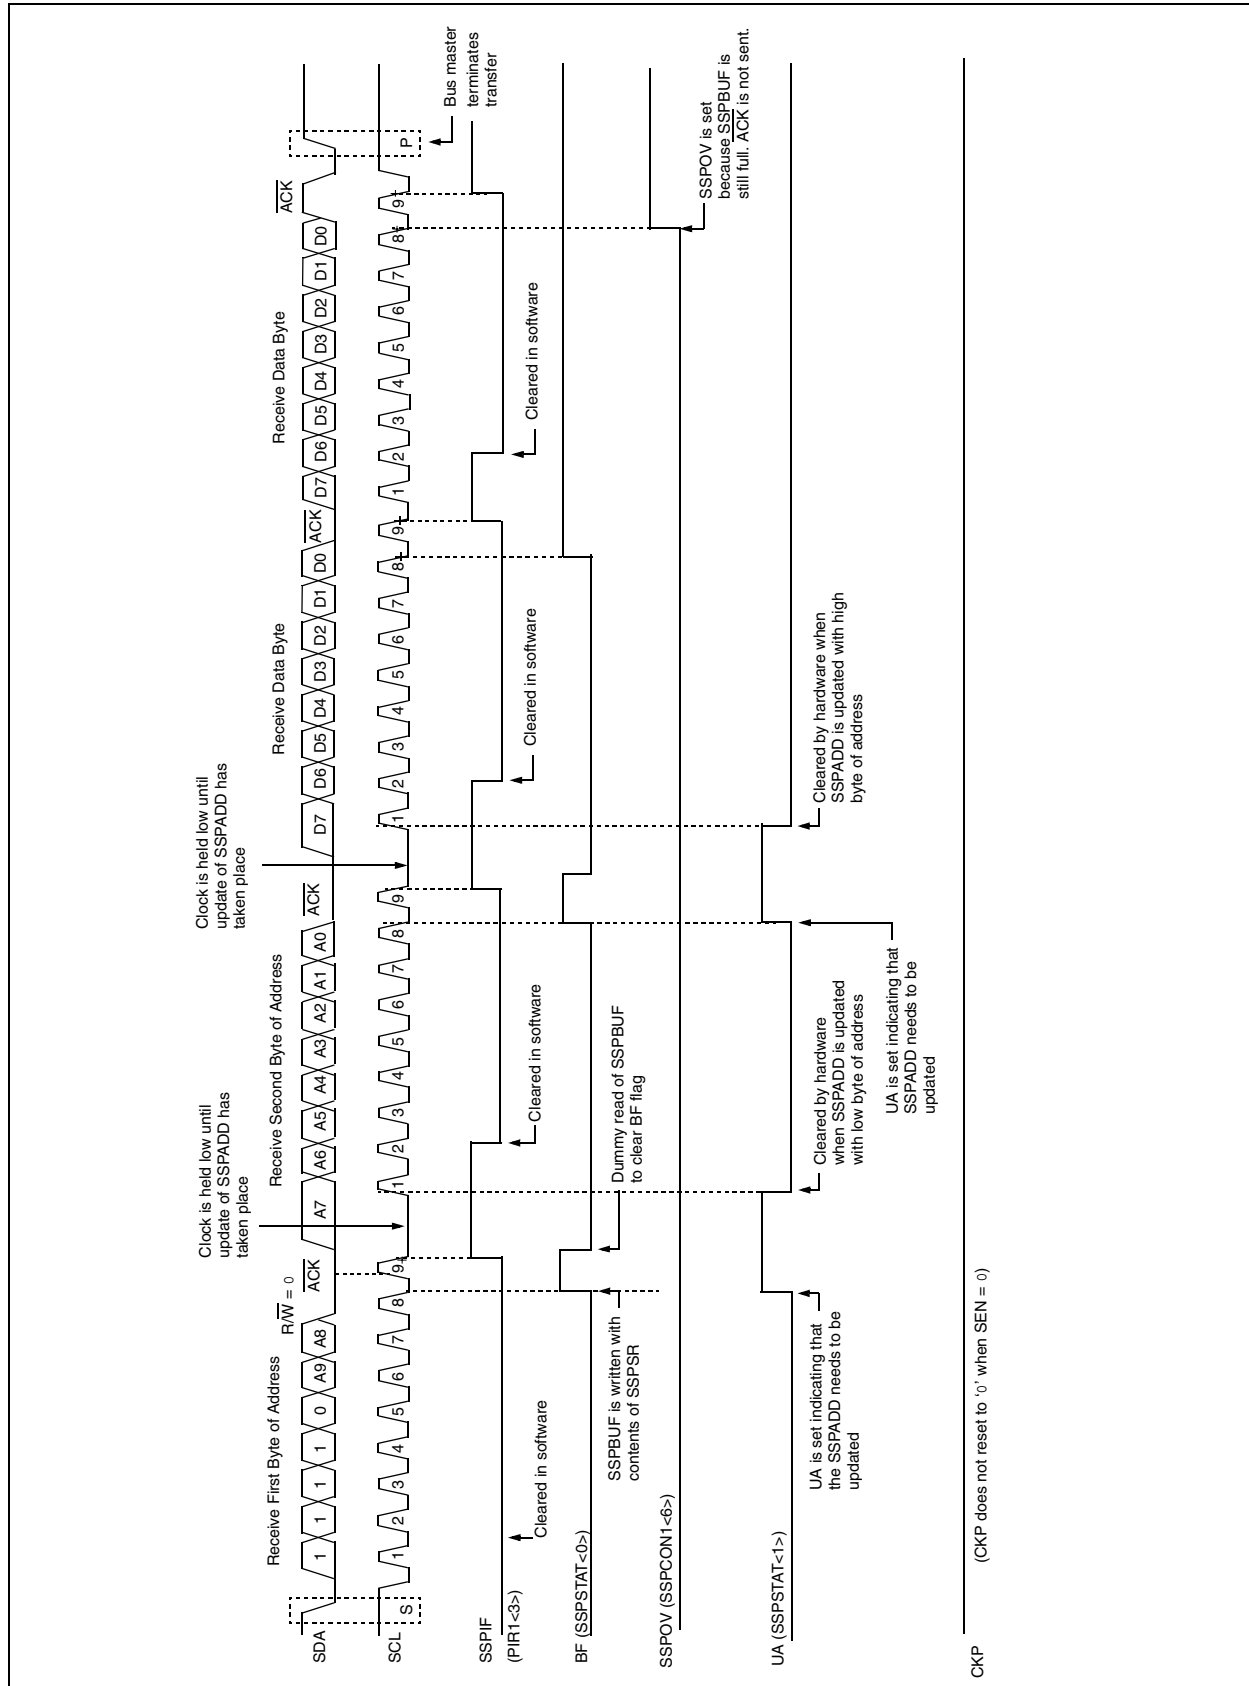 Receive First Byte of Address
R/W = 0
ACK
Clock is held low until
update of SSPADD has
taken place
Receive Second Byte of Address
ACK
Clock is held low until
update of SSPADD has
taken place
Receive Data Byte
ACK
Receive Data Byte
ACK
SDA
1
1
1
1
0
A9
A8
A7
A6
A5
A4
A3
A2
A1
A0
D7
D6
D5
D4
D3
D2
D1
D0
D7
D6
D5
D4
D3
D2
D1
D0
SCL
S
1
2
3
4
5
6
7
8
9
1
2
3
4
5
6
7
8
9
1
2
3
4
5
6
7
8
9
1
2
3
4
5
6
7
8
9
P
Bus master
terminates
transfer
SSPIF
(PIR1<3>)
Cleared in software
Cleared in software
Cleared in software
Cleared in software
BF (SSPSTAT<0>)
SSPBUF is written with
contents of SSPSR
Dummy read of SSPBUF
to clear BF flag
SSPOV (SSPCON1<6>)
SSPOV is set
because SSPBUF is
still full. ACK is not sent.
UA (SSPSTAT<1>)
UA is set indicating that
the SSPADD needs to be
updated
Cleared by hardware
when SSPADD is updated
with low byte of address
UA is set indicating that
SSPADD needs to be
updated
Cleared by hardware when
SSPADD is updated with high
byte of address
CKP
(CKP does not reset to ‘0’ when SEN = 0)